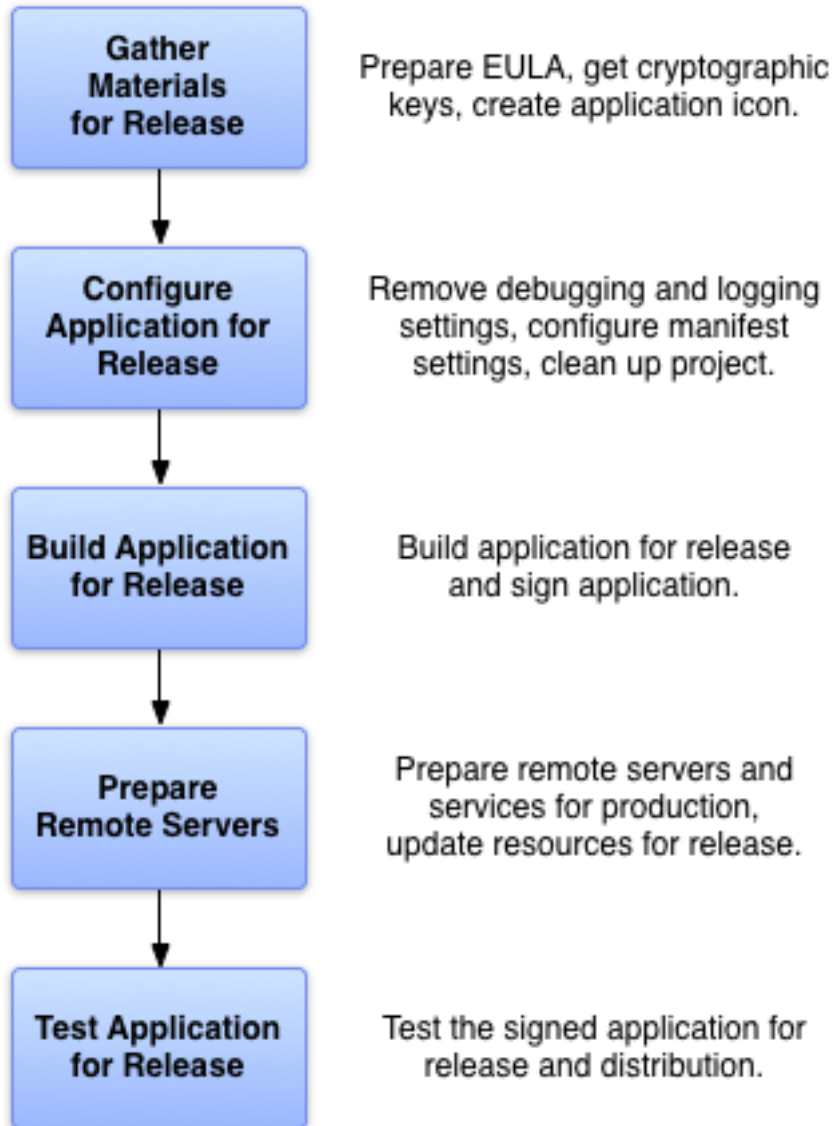 Gather
Materials
for Release
Prepare EULA, get cryptographic
keys, create application icon.
Configure
Application for
Release
Remove debugging and logging
settings, configure manifest
settings, clean up project.
Build Application
for Release
Build application for release
and sign application.
Prepare
Remote Servers
Prepare remote servers and
services for production,
update resources for release.
Test Application
for Release
Test the signed application for
release and distribution.